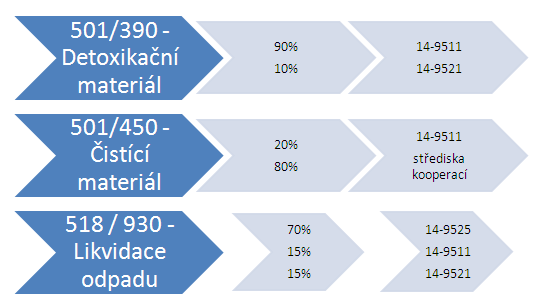 501/390 -
Detoxikační
materiál
90%
10%
14-9511
14-9521
501/450 -
Čistící
materiál
20%
80%
14-9511
střediska
kooperací
518 / 930 -
Likvidace
odpadu
70%
15%
15%
14-9525
14-9511
14-9521